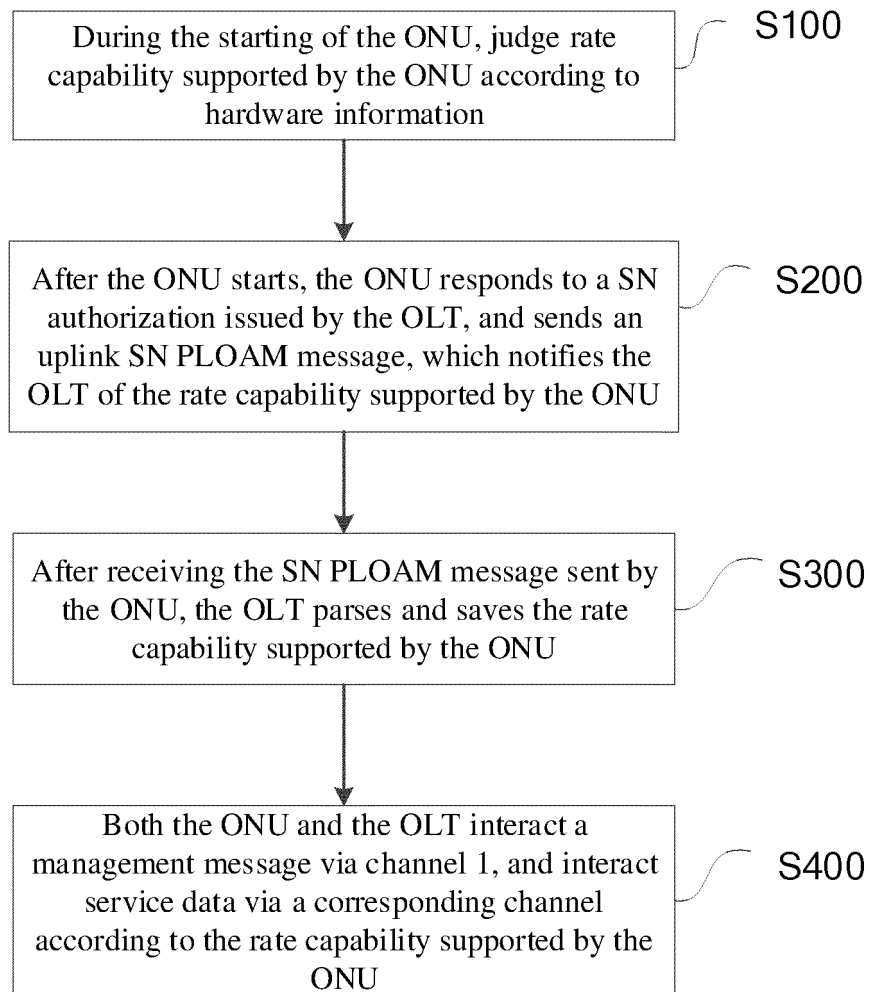 During the starting of the ONU, judge rate
capability supported by the ONU according to
hardware information
S100
After the ONU starts, the ONU responds to a SN
authorization issued by the OLT, and sends an
uplink SN PLOAM message, which notifies the
OLT of the rate capability supported by the ONU
S200
After receiving the SN PLOAM message sent by
the ONU, the OLT parses and saves the rate
capability supported by the ONU
S300
Both the ONU and the OLT interact a
management message via channel 1, and interact
service data via a corresponding channel
according to the rate capability supported by the
ONU
S400